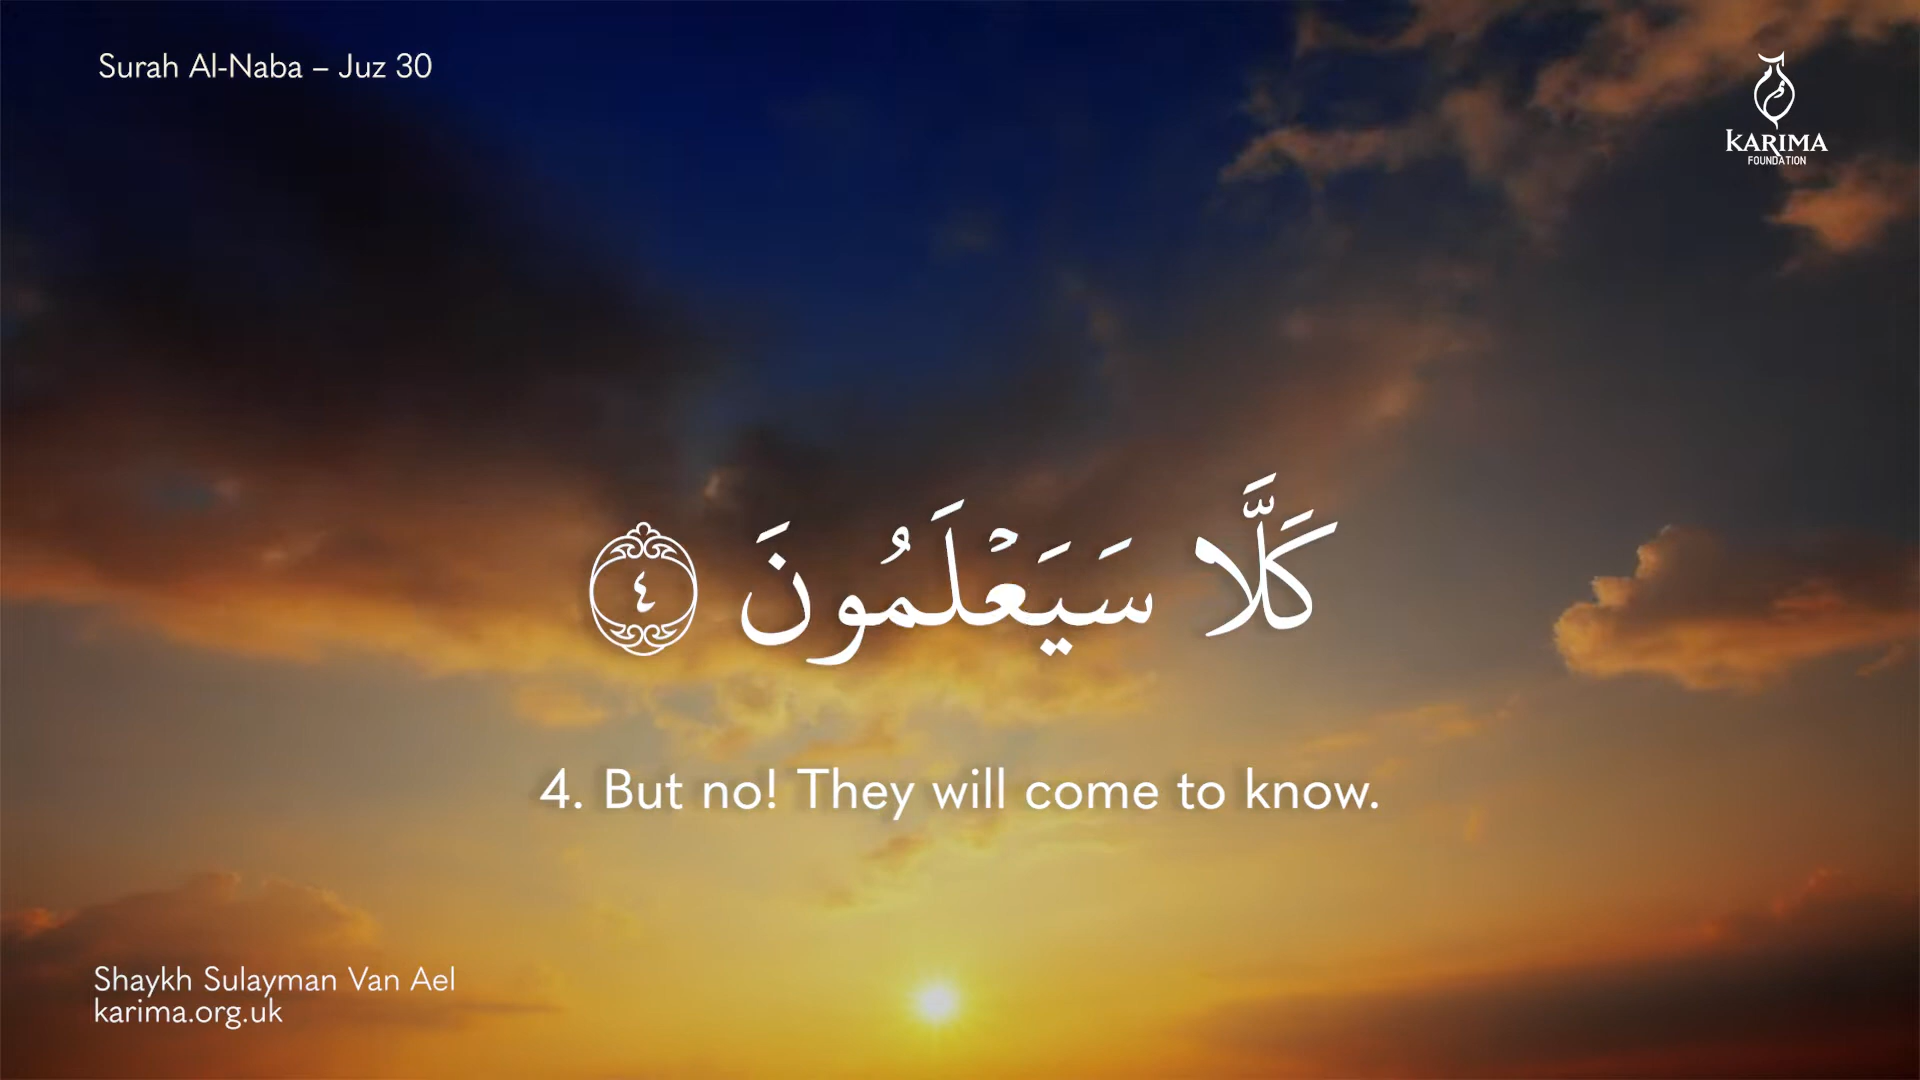 Surah Al-Naba – Juz 30
KARIMA
FOUNDATION
كَلَّا سَيَعْلَمُونَ ٤
4. But no! They will come to know.
Shaykh Sulayman Van Ael
karima.org.uk